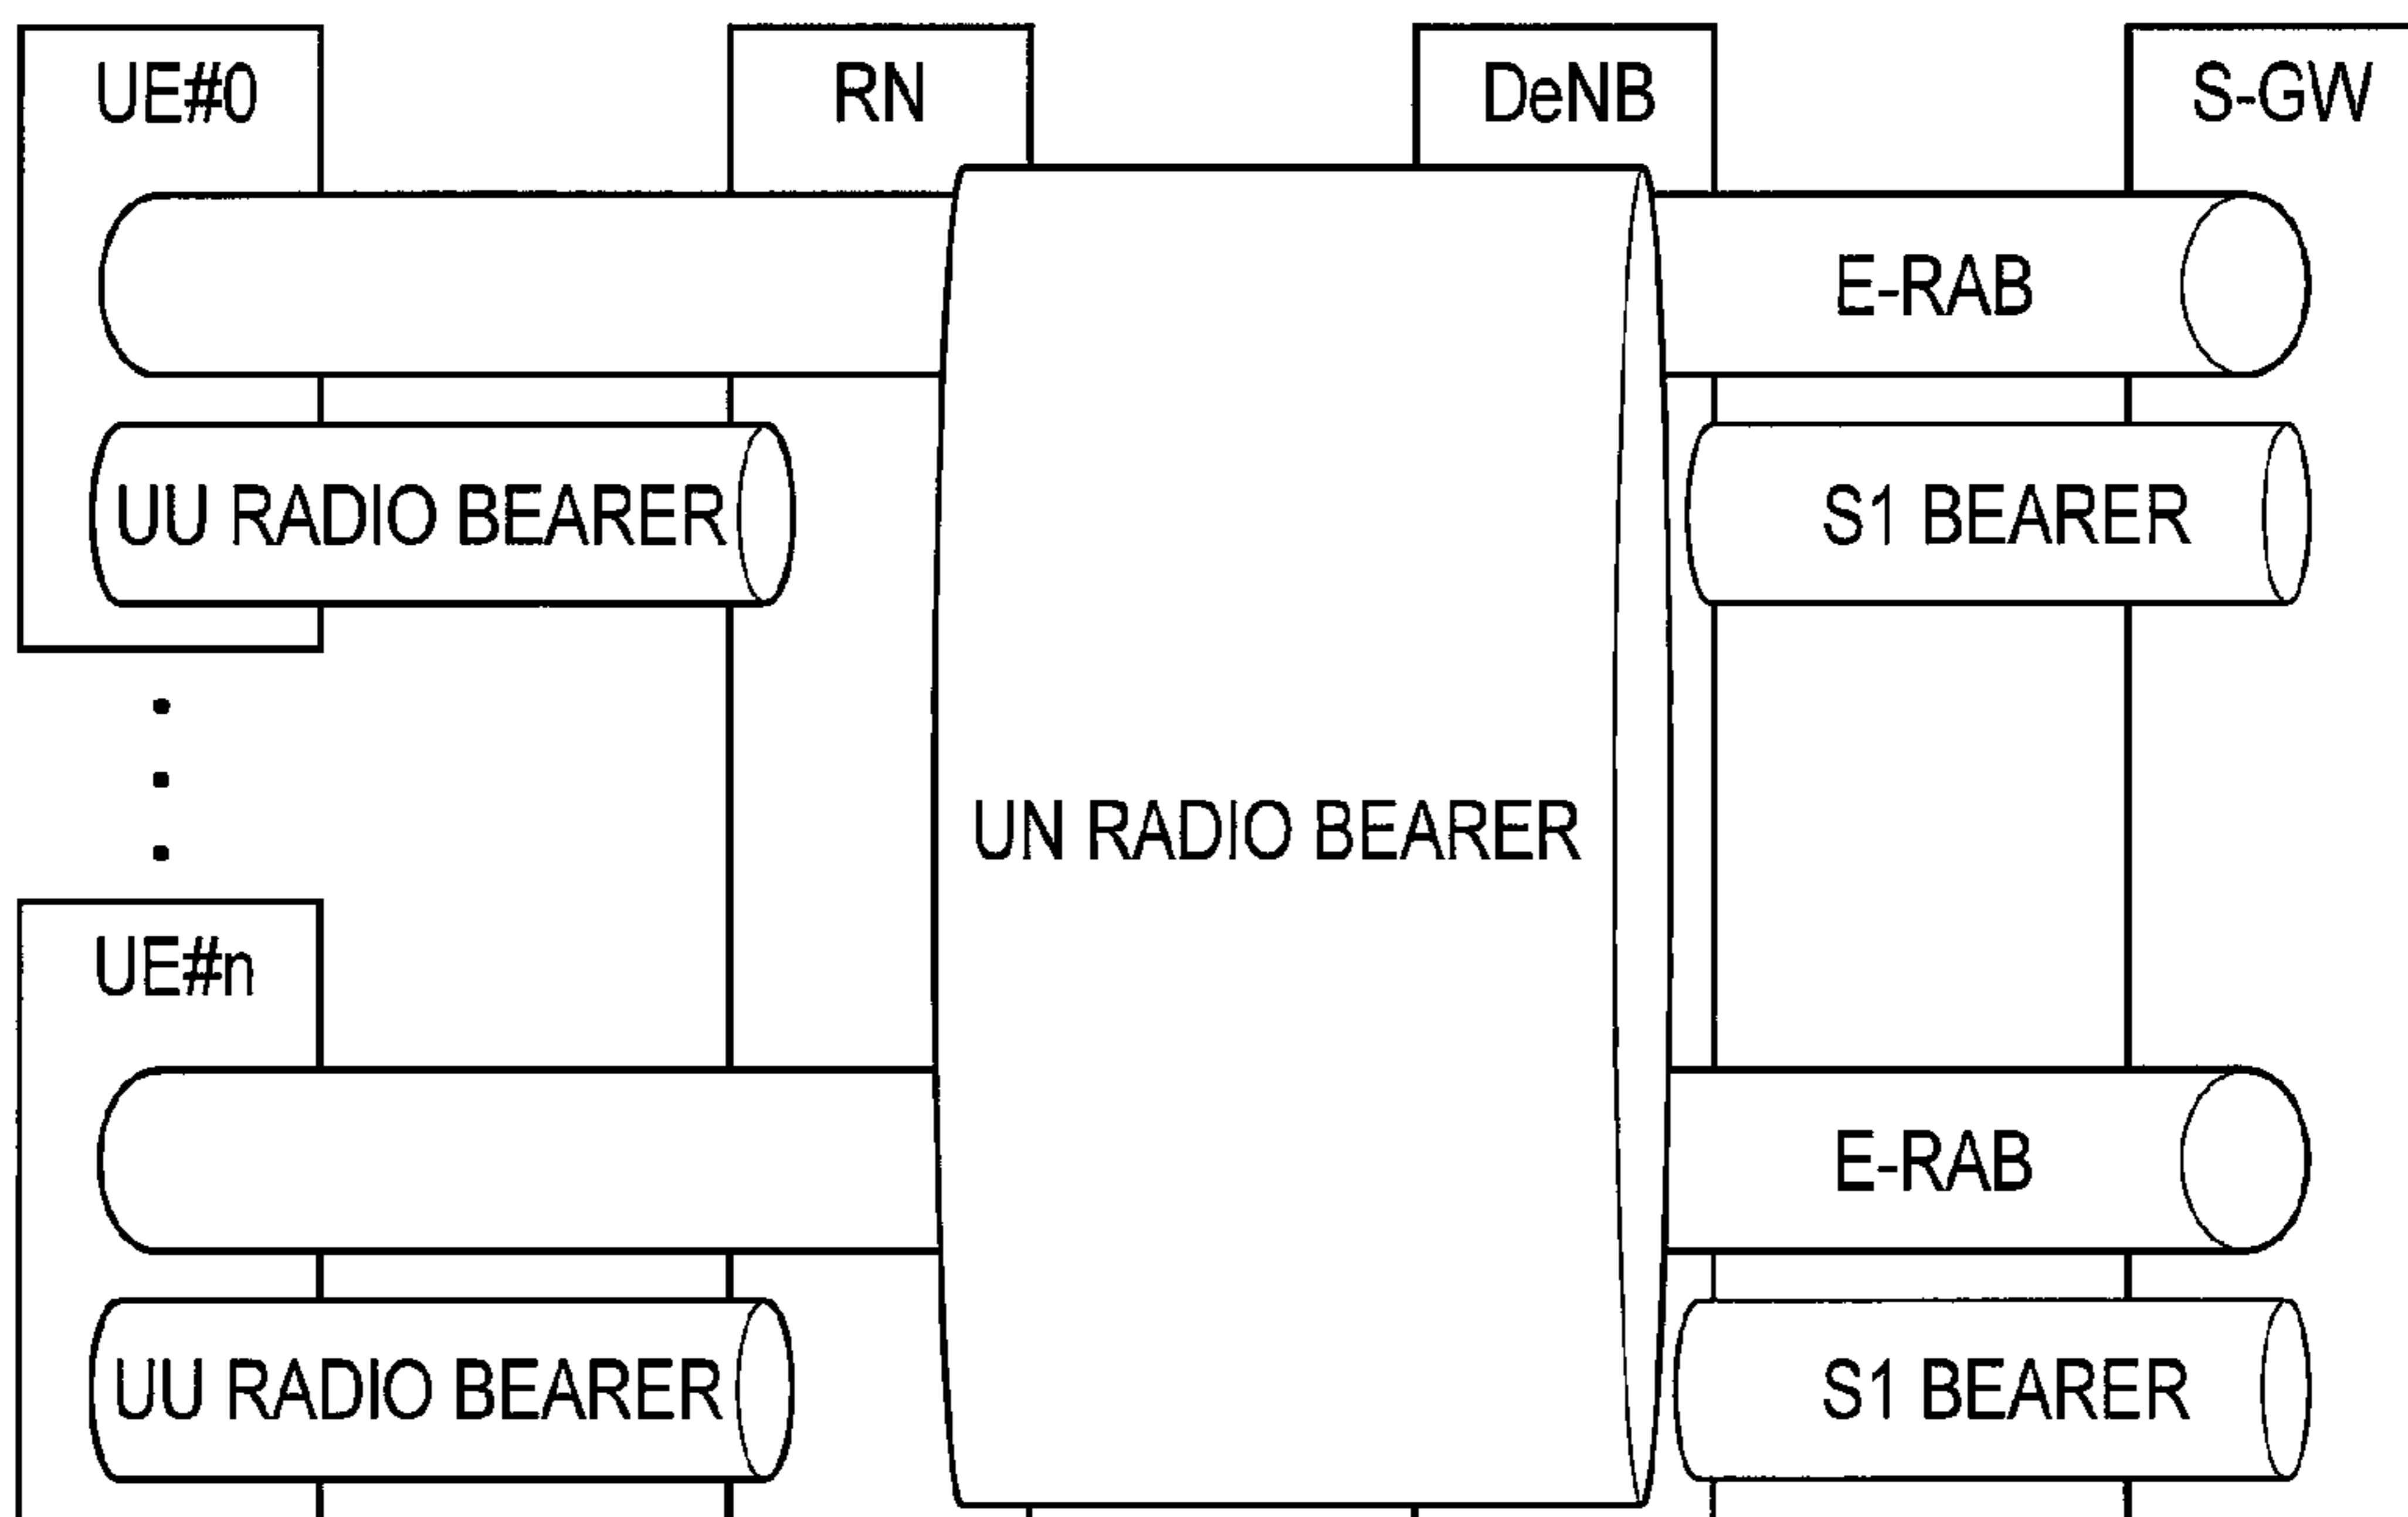 UE#0
RN
DeNB
S-GW
E-RAB
UU RADIO BEARER
S1 BEARER
UN RADIO BEARER
UE#n
E-RAB
UU RADIO BEARER
S1 BEARER